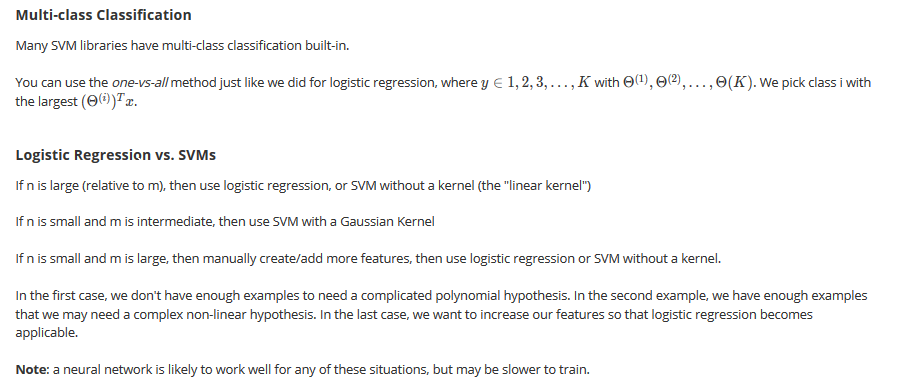 Multi-class Classification
Many SVM libraries have multi-class classification built-in.
You can use the one-vs-all method just like we did for logistic regression, where y ∈ 1, 2, 3, . . . , K with Θ⁽¹⁾, Θ⁽²⁾, . . . , Θ(K). We pick class i with
the largest (Θ⁽ⁱ⁾)ᵀx.
Logistic Regression vs. SVMs
If n is large (relative to m), then use logistic regression, or SVM without a kernel (the "linear kernel")
If n is small and m is intermediate, then use SVM with a Gaussian Kernel
If n is small and m is large, then manually create/add more features, then use logistic regression or SVM without a kernel.
In the first case, we don't have enough examples to need a complicated polynomial hypothesis. In the second example, we have enough examples
that we may need a complex non-linear hypothesis. In the last case, we want to increase our features so that logistic regression becomes
applicable.
Note: a neural network is likely to work well for any of these situations, but may be slower to train.